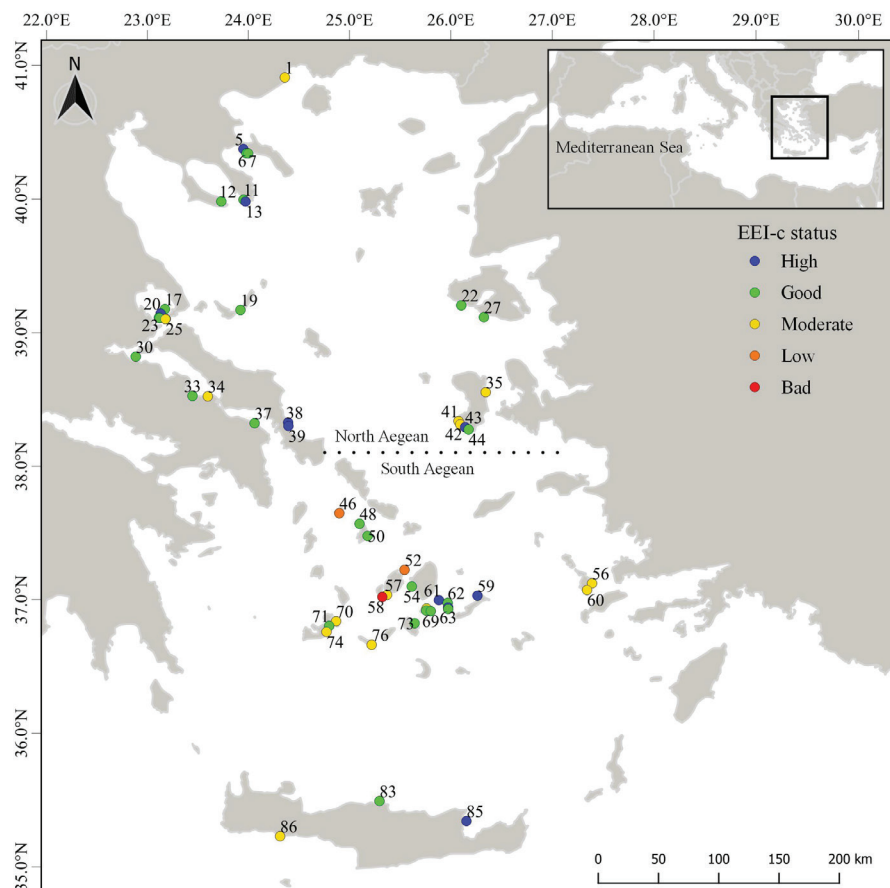 22.0°E 23.0°E 24.0°E 25.0°E 26.0°E 27.0°E 28.0°E 29.0°E 30.0°E
41.0°N
40.0°N
39.0°N
38.0°N
37.0°N
36.0°N
35.0°N
N
Mediterranean Sea
EEI-c status
High
Good
Moderate
Low
Bad
1
5
67
12 11
13
20 17
19
23 25
22
27
30
33 34
35
37
38
39
41 43
42 44
North Aegean
South Aegean
46
48
50
52
56
57
54 61 62 59
58
60
71 70
69 63
73
74
76
83
85
86
0 50 100 150 200 km